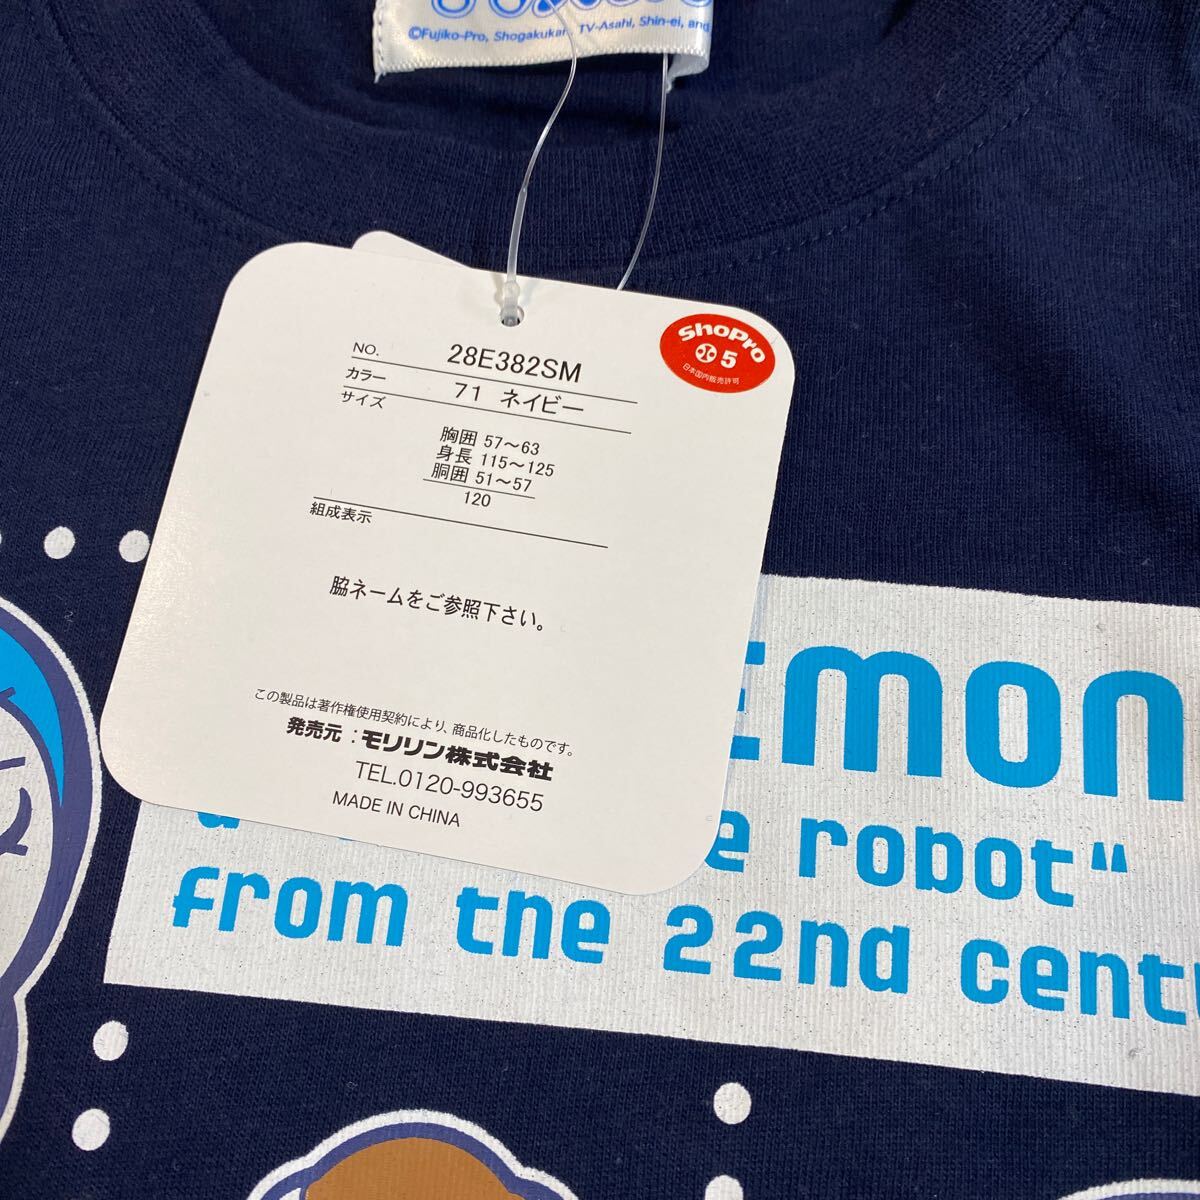 ©Fujiko-Pro, Shogakukan, TV-Asahi, Shin-ei, and
ShoPro
5
日本国内販売許可
NO. 28E382SM
カラー 71 ネイビー
サイズ
胸囲 57～63
身長 115～125
胴囲 51～57
120
組成表示
脇ネームをご参照下さい。
この製品は著作権使用契約により、商品化したものです。
発売元：モリリン株式会社
TEL.0120-993655
MADE IN CHINA
EMON
e robot"
from the 22nd cent